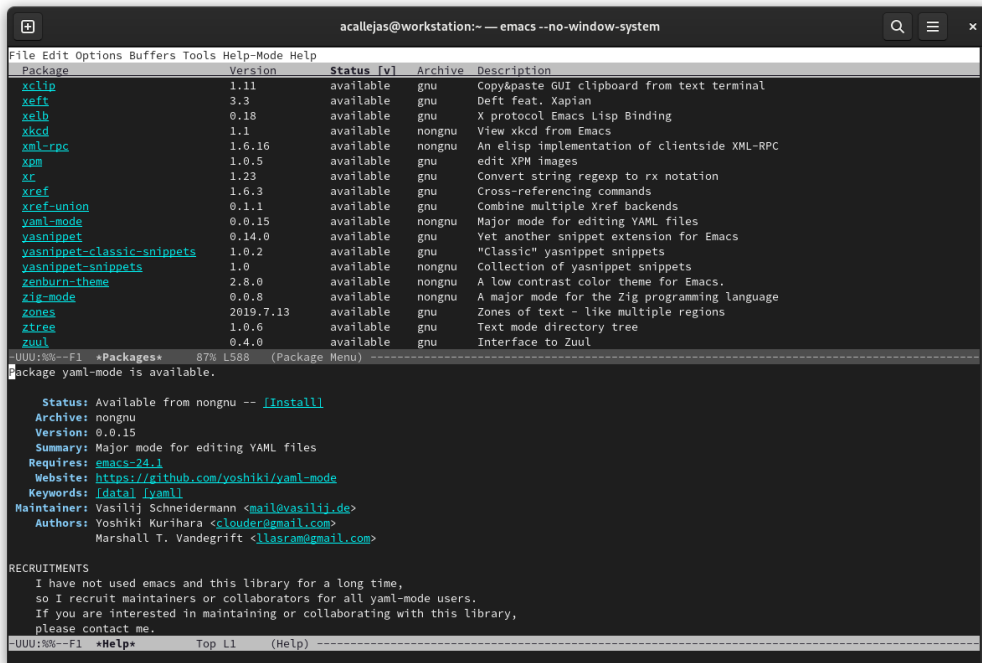 acallejas@workstation:~ — emacs --no-window-system
File Edit Options Buffers Tools Help-Mode Help
Package Version Status [v] Archive Description
xclip 1.11 available gnu Copy&paste GUI clipboard from text terminal
xeft 3.3 available gnu Deft feat. Xapian
xelb 0.18 available gnu X protocol Emacs Lisp Binding
xkcd 1.1 available nongnu View xkcd from Emacs
xml-rpc 1.6.16 available nongnu An elisp implementation of clientside XML-RPC
xpm 1.0.5 available gnu edit XPM images
xr 1.23 available gnu Convert string regexp to rx notation
xref 1.6.3 available gnu Cross-referencing commands
xref-union 0.1.1 available gnu Combine multiple Xref backends
yaml-mode 0.0.15 available nongnu Major mode for editing YAML files
yasnippet 0.14.0 available gnu Yet another snippet extension for Emacs
yasnippet-classic-snippets 1.0.2 available gnu "Classic" yasnippet snippets
yasnippet-snippets 1.0 available nongnu Collection of yasnippet snippets
zenburn-theme 2.8.0 available nongnu A low contrast color theme for Emacs.
zig-mode 0.0.8 available nongnu A major mode for the Zig programming language
zones 2019.7.13 available gnu Zones of text - like multiple regions
ztree 1.0.6 available gnu Text mode directory tree
zuul 0.4.0 available gnu Interface to Zuul
-UUU:%%--F1 *Packages* 87% L588 (Package Menu) ----------
Package yaml-mode is available.
Status: Available from nongnu -- [Install]
Archive: nongnu
Version: 0.0.15
Summary: Major mode for editing YAML files
Requires: emacs-24.1
Website: https://github.com/yoshiki/yaml-mode
Keywords: [data] [yaml]
Maintainer: Vasilij Schneidermann <mail@vasilij.de>
Authors: Yoshiki Kurihara <clouder@gmail.com>
Marshall T. Vandegrift <llasram@gmail.com>
RECRUITMENTS
I have not used emacs and this library for a long time,
so I recruit maintainers or collaborators for all yaml-mode users.
If you are interested in maintaining or collaborating with this library,
please contact me.
-UUU:%%--F1 *Help* Top L1 (Help) ----------